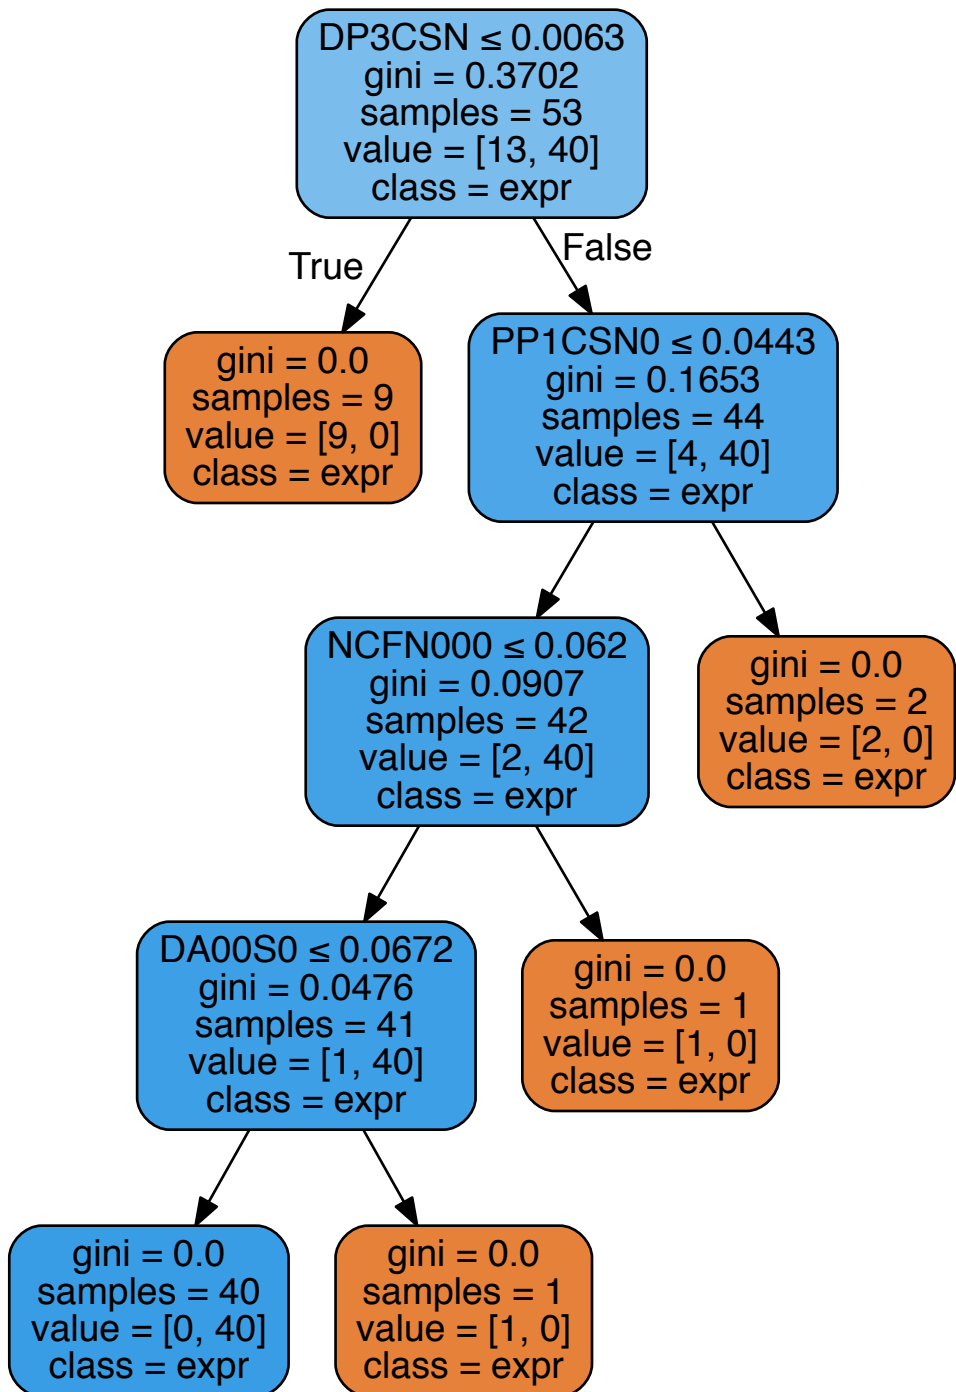 DP3CSN ≤ 0.0063
gini = 0.3702
samples = 53
value = [13, 40]
class = expr
True
False
gini = 0.0
samples = 9
value = [9, 0]
class = expr
PP1CSN0 ≤ 0.0443
gini = 0.1653
samples = 44
value = [4, 40]
class = expr
NCFN000 ≤ 0.062
gini = 0.0907
samples = 42
value = [2, 40]
class = expr
gini = 0.0
samples = 2
value = [2, 0]
class = expr
DA00S0 ≤ 0.0672
gini = 0.0476
samples = 41
value = [1, 40]
class = expr
gini = 0.0
samples = 1
value = [1, 0]
class = expr
gini = 0.0
samples = 40
value = [0, 40]
class = expr
gini = 0.0
samples = 1
value = [1, 0]
class = expr